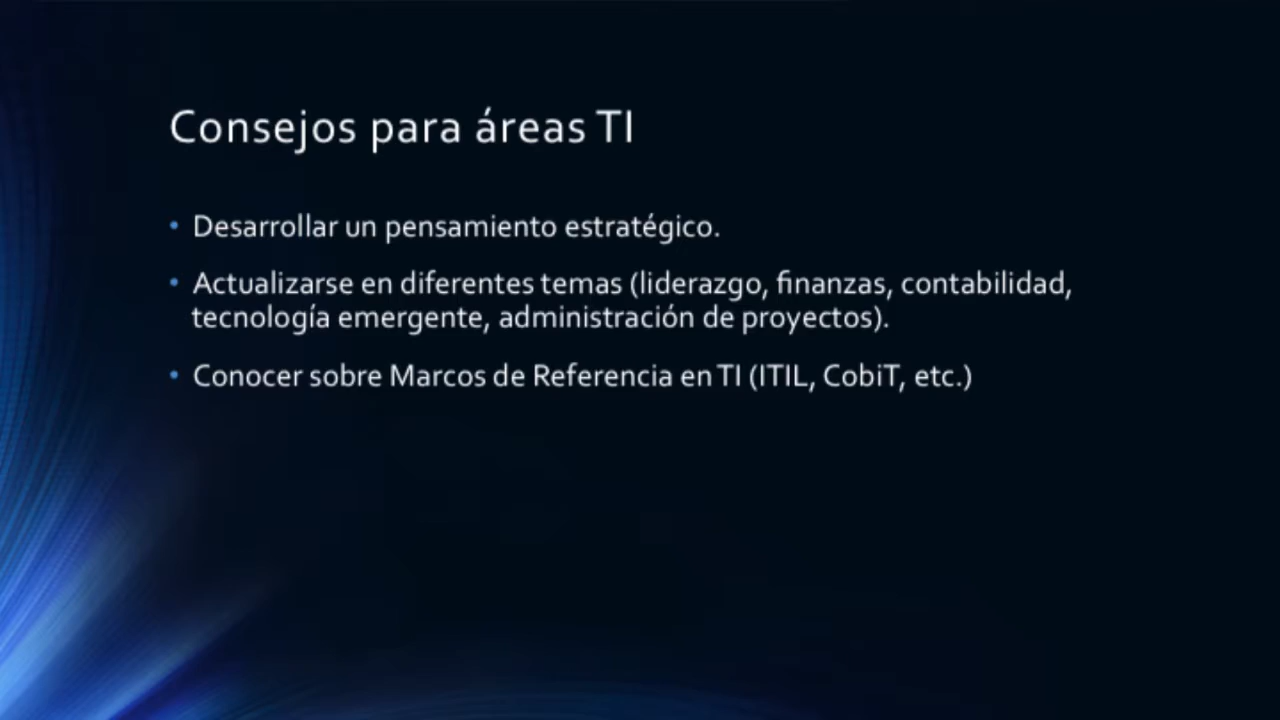 Consejos para áreas TI
• Desarrollar un pensamiento estratégico.
• Actualizarse en diferentes temas (liderazgo, finanzas, contabilidad,
tecnología emergente, administración de proyectos).
• Conocer sobre Marcos de Referencia en TI (ITIL, CobiT, etc.)